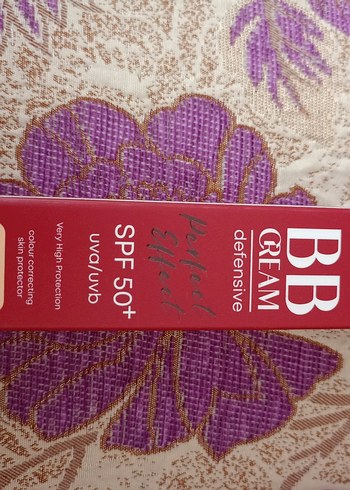 BB
CREAM
defensive
Perfect
Effect
SPF 50+
uva/uvb
Very High Protection
colour correcting
skin protector